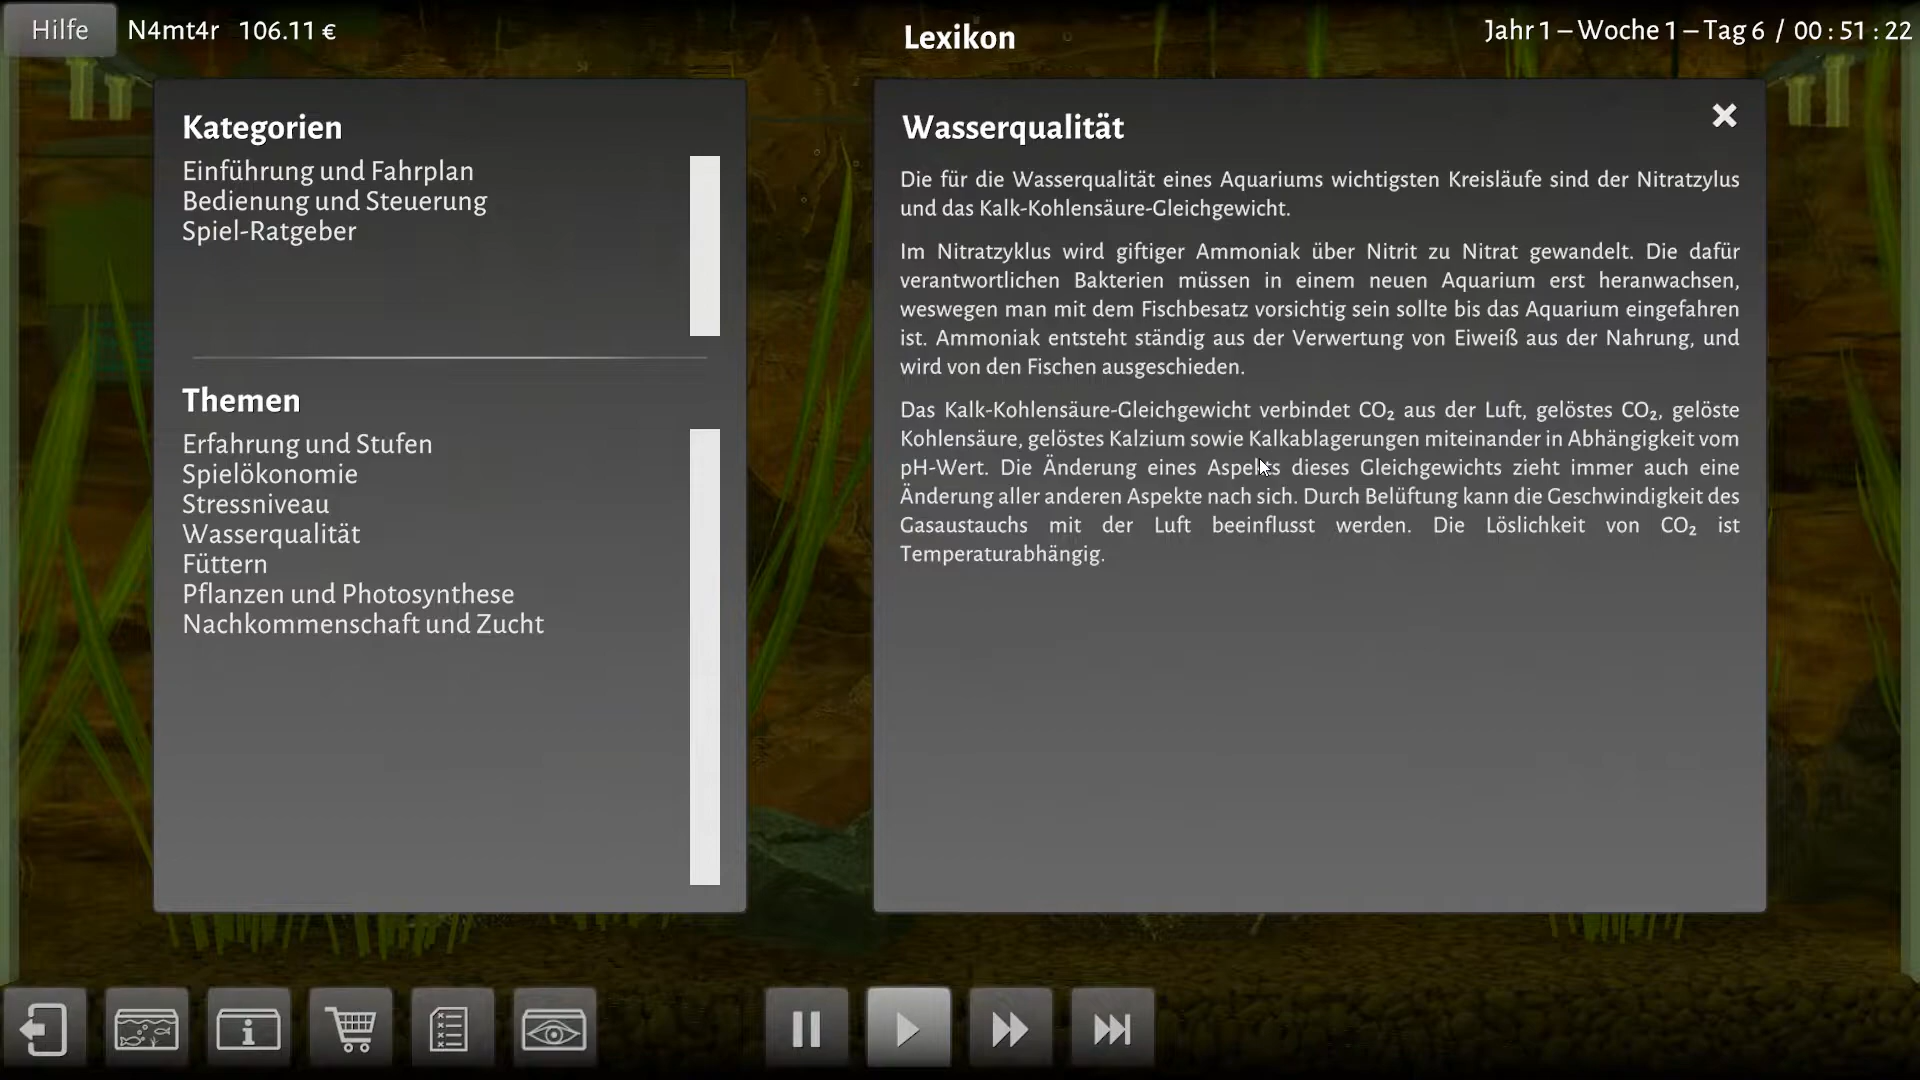 Hilfe N4mt4r 106.11 €
Lexikon
Jahr 1 – Woche 1 – Tag 6 / 00 : 51 : 22
Kategorien
Einführung und Fahrplan
Bedienung und Steuerung
Spiel-Ratgeber
Themen
Erfahrung und Stufen
Spielökonomie
Stressniveau
Wasserqualität
Füttern
Pflanzen und Photosynthese
Nachkommenschaft und Zucht
Wasserqualität
Die für die Wasserqualität eines Aquariums wichtigsten Kreisläufe sind der Nitratzylus
und das Kalk-Kohlensäure-Gleichgewicht.
Im Nitratzyklus wird giftiger Ammoniak über Nitrit zu Nitrat gewandelt. Die dafür
verantwortlichen Bakterien müssen in einem neuen Aquarium erst heranwachsen,
weswegen man mit dem Fischbesatz vorsichtig sein sollte bis das Aquarium eingefahren
ist. Ammoniak entsteht ständig aus der Verwertung von Eiweiß aus der Nahrung, und
wird von den Fischen ausgeschieden.
Das Kalk-Kohlensäure-Gleichgewicht verbindet CO₂ aus der Luft, gelöstes CO₂, gelöste
Kohlensäure, gelöstes Kalzium sowie Kalkablagerungen miteinander in Abhängigkeit vom
pH-Wert. Die Änderung eines Aspekts dieses Gleichgewichts zieht immer auch eine
Änderung aller anderen Aspekte nach sich. Durch Belüftung kann die Geschwindigkeit des
Gasaustauchs mit der Luft beeinflusst werden. Die Löslichkeit von CO₂ ist
Temperaturabhängig.